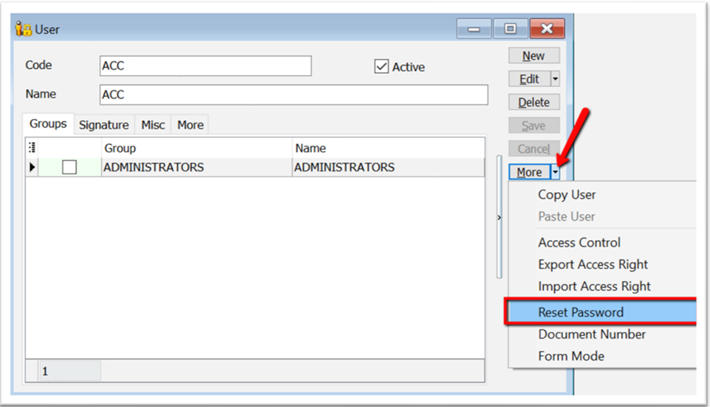 User
Code ACC Active
Name ACC
Groups Signature Misc More
Group Name
ADMINISTRATORS ADMINISTRATORS
1
New
Edit
Delete
Save
Cancel
More
Copy User
Paste User
Access Control
Export Access Right
Import Access Right
Reset Password
Document Number
Form Mode